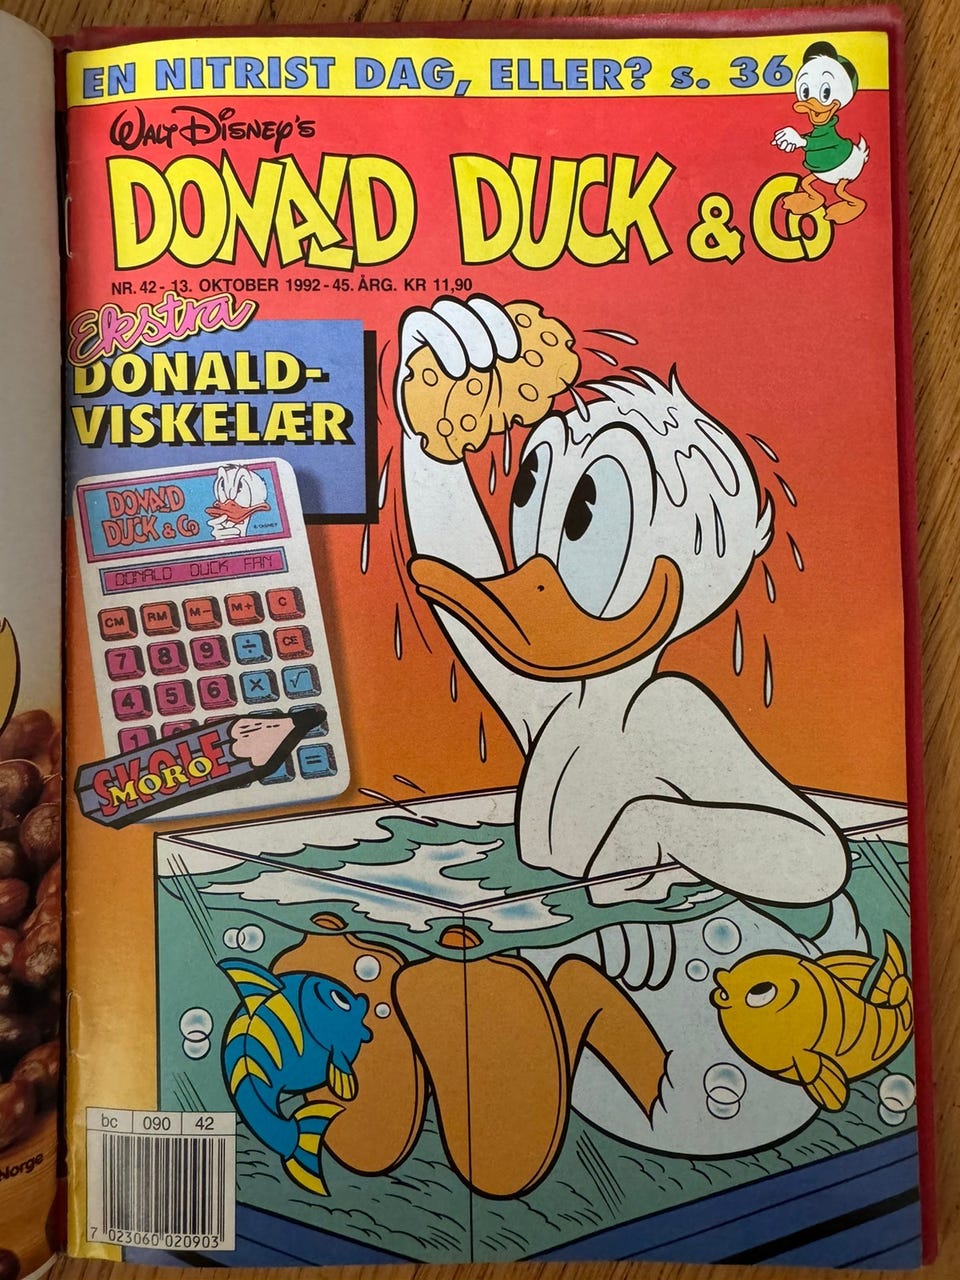 EN NITRIST DAG, ELLER? s. 36
WALT DISNEY'S
DONALD DUCK & Co
NR. 42 - 13. OKTOBER 1992 - 45. ÅRG. KR 11,90
Ekstra
DONALD-
VISKELÆR
DONALD
DUCK & Co
© DISNEY
DONALD DUCK FAN
CM RM M- M+ C
7 8 9 ÷ CE
4 5 6 X √
1
=
SKOLE
MORO
bc 090 42
7 023060 020903
Norge